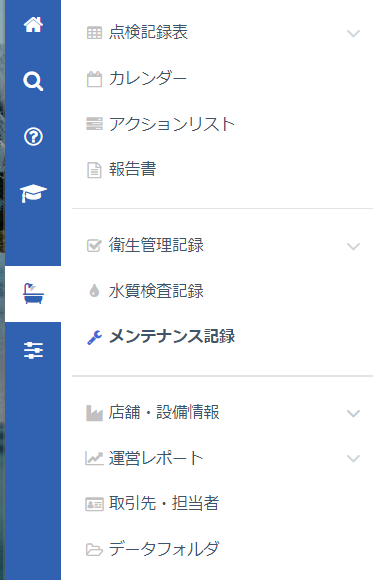 点検記録表
カレンダー
アクションリスト
報告書
衛生管理記録
水質検査記録
メンテナンス記録
店舗・設備情報
運営レポート
取引先・担当者
データフォルダ